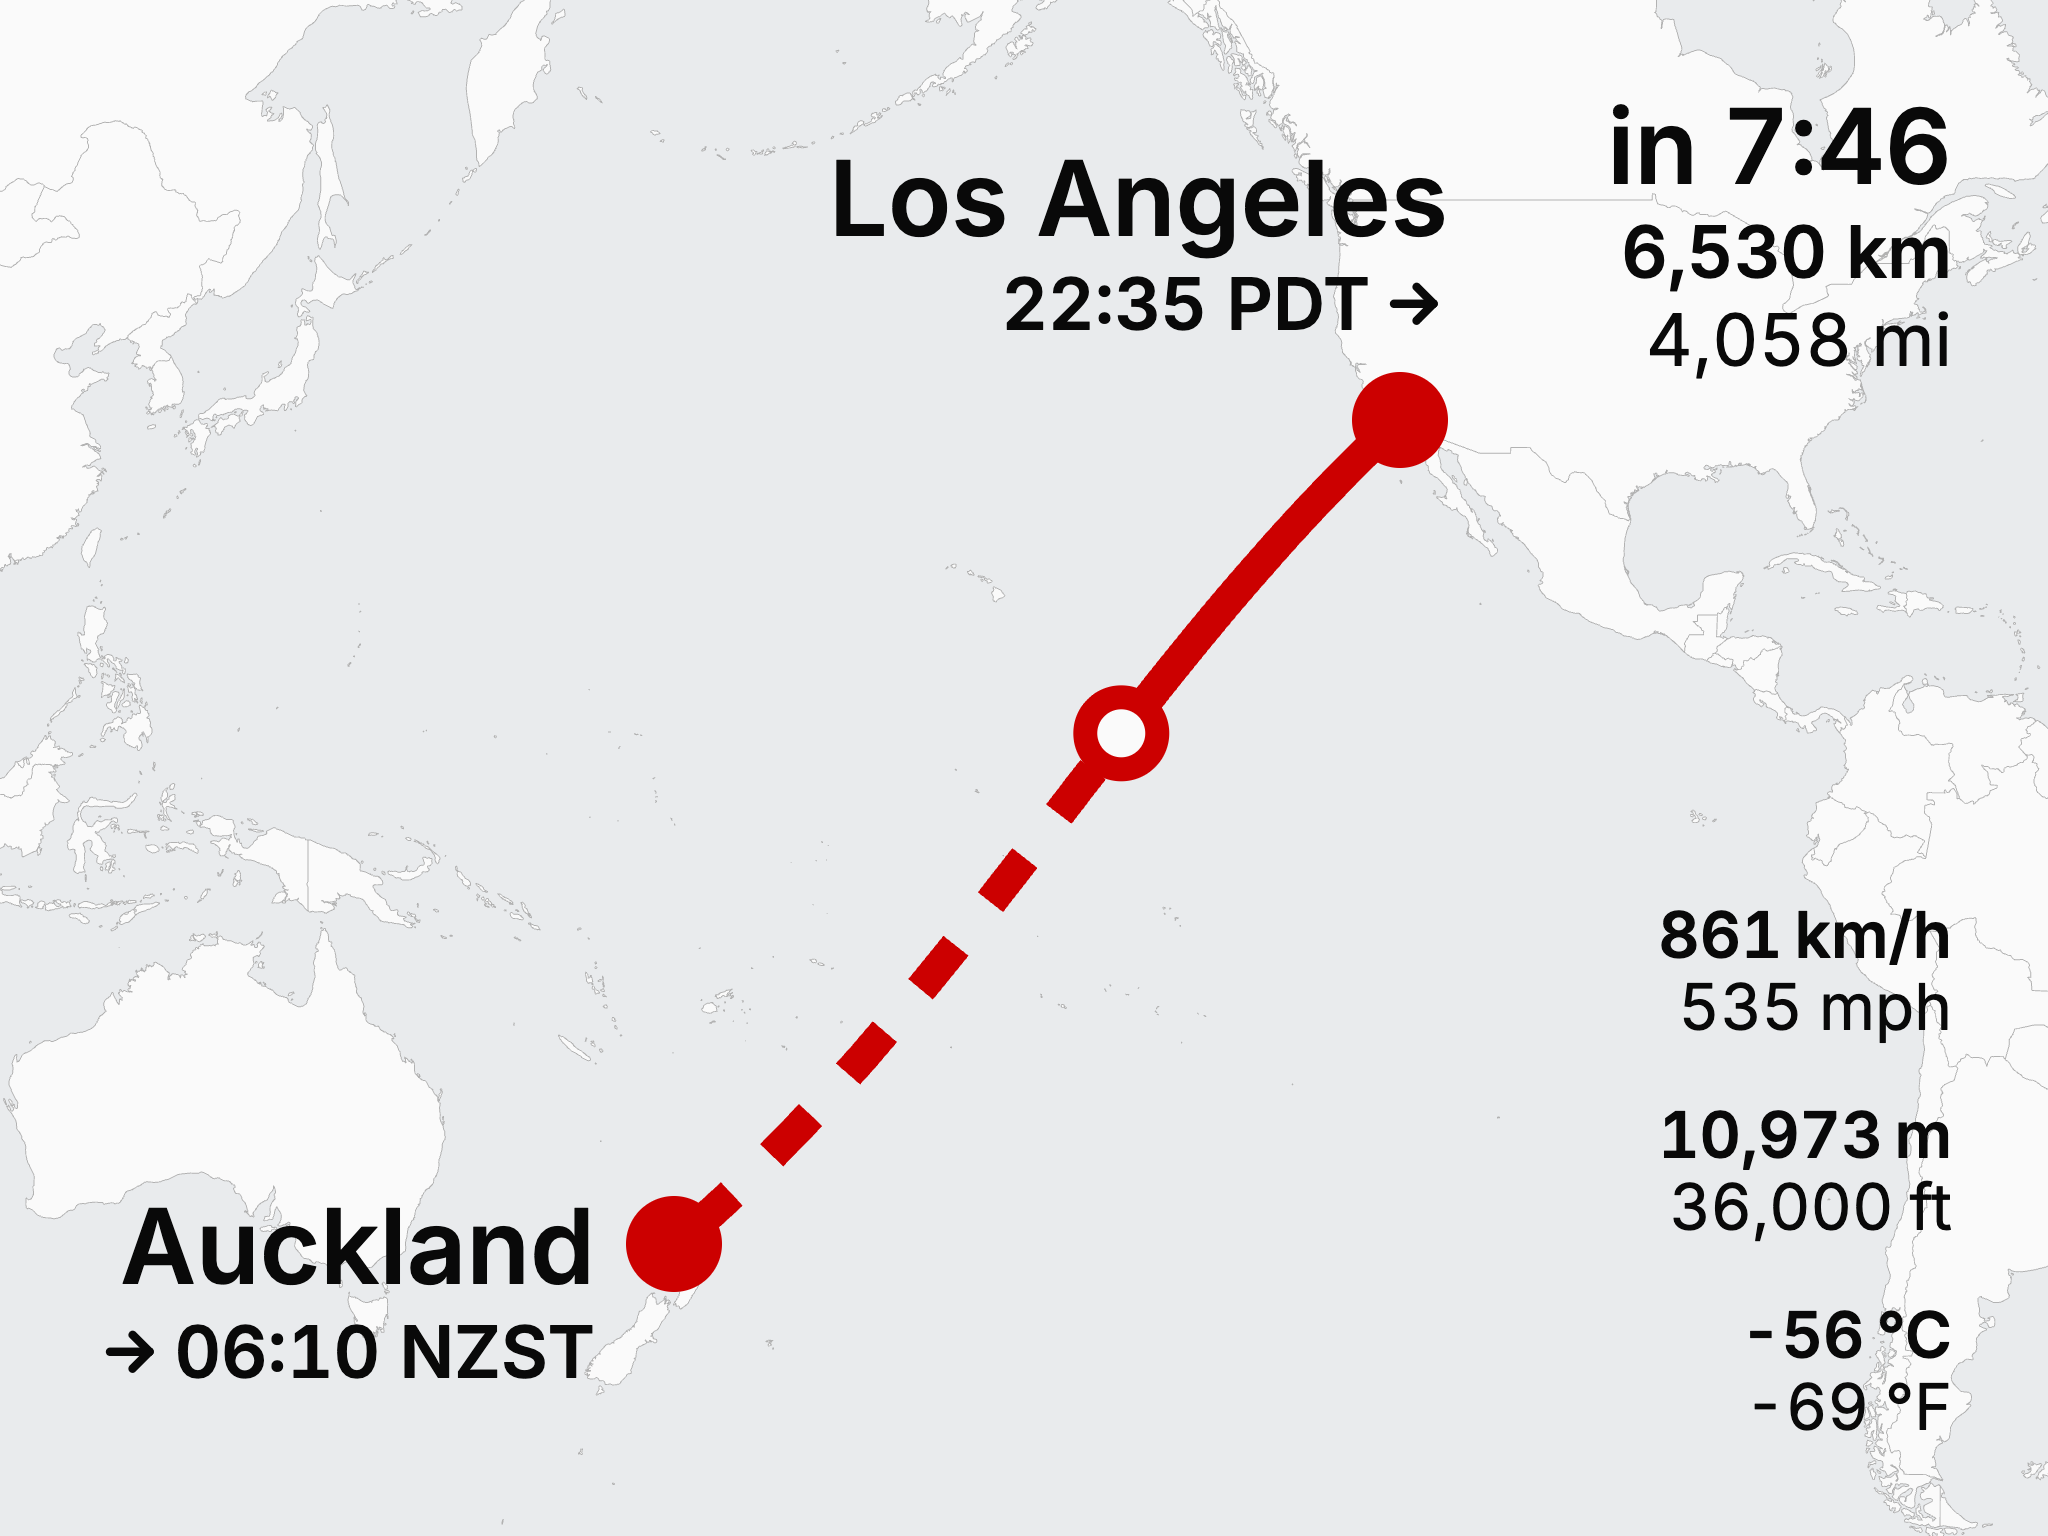 in 7:46
6,530 km
4,058 mi
Los Angeles
22:35 PDT →
861 km/h
535 mph
10,973 m
36,000 ft
-56 °C
-69 °F
Auckland
→ 06:10 NZST